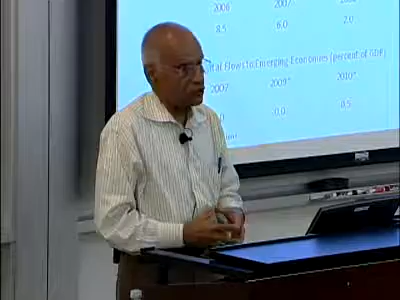 2006 2007
8.5 6.0 2.0
Flows to Emerging Economies (percent of GDP)
2007 2009* 2010*
-0.0 0.5